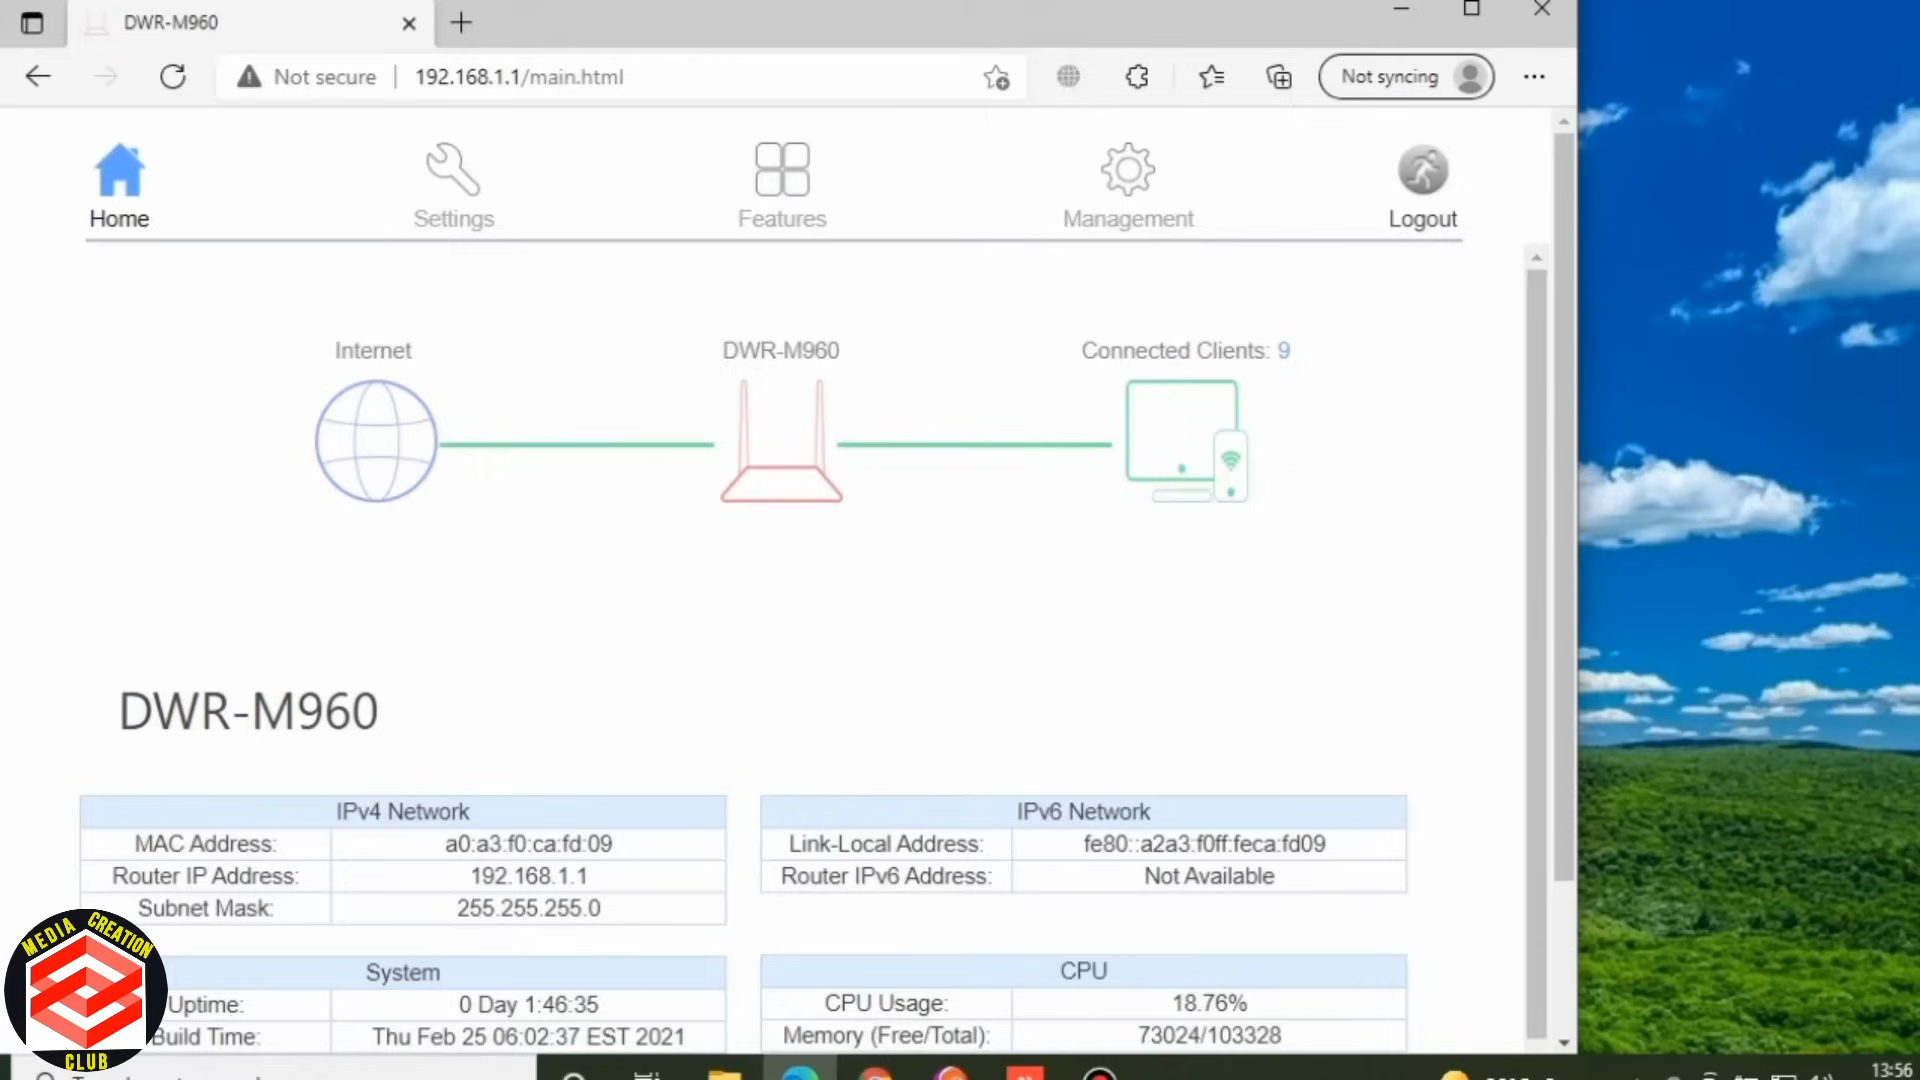 DWR-M960
Not secure | 192.168.1.1/main.html
Not syncing
Home
Settings
Features
Management
Logout
Internet
DWR-M960
Connected Clients: 9
DWR-M960
IPv4 Network
MAC Address: a0:a3:f0:ca:fd:09
Router IP Address: 192.168.1.1
Subnet Mask: 255.255.255.0
IPv6 Network
Link-Local Address: fe80::a2a3:f0ff:feca:fd09
Router IPv6 Address: Not Available
System
Uptime: 0 Day 1:46:35
Build Time: Thu Feb 25 06:02:37 EST 2021
CPU
CPU Usage: 18.76%
Memory (Free/Total): 73024/103328
MEDIA CREATION
CLUB
13:56